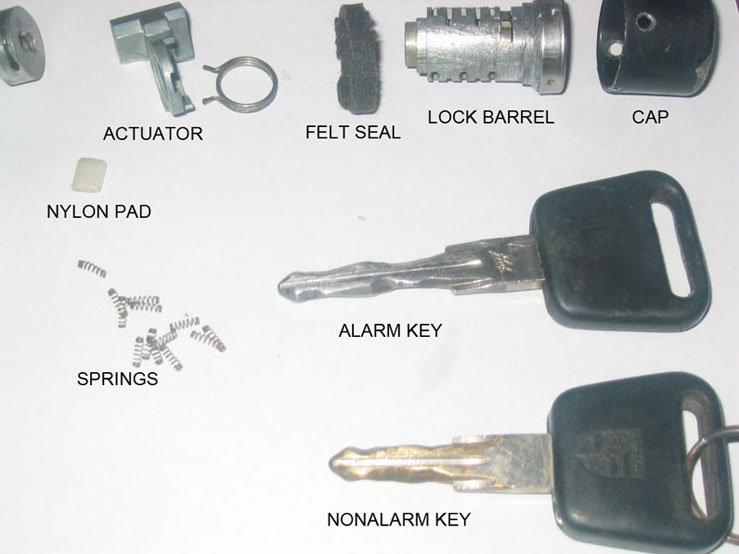 ACTUATOR
FELT SEAL
LOCK BARREL
CAP
NYLON PAD
ALARM KEY
SPRINGS
NONALARM KEY